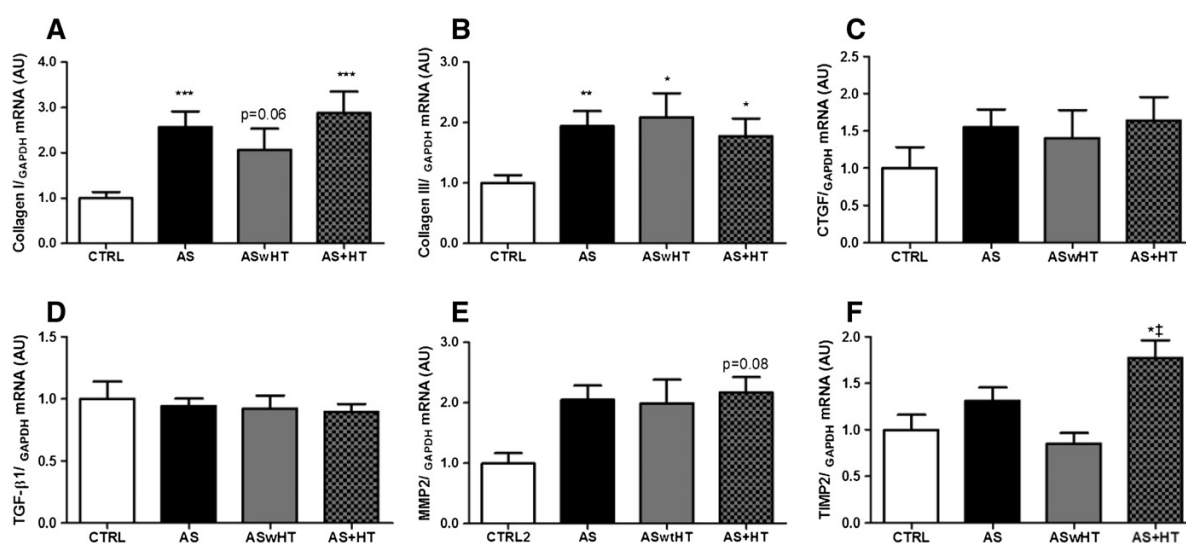 A
Collagen I/GAPDH mRNA (AU)
4.0
3.0
2.0
1.0
0.0
***
p=0.06
***
CTRL AS ASwHT AS+HT
B
Collagen III/ GAPDH mRNA (AU)
4.0
3.0
2.0
1.0
0.0
**
*
*
CTRL AS ASwHT AS+HT
C
CTGF/GAPDH mRNA (AU)
2.5
2.0
1.5
1.0
0.5
0.0
CTRL AS ASwHT AS+HT
D
TGF-β1/ GAPDH mRNA (AU)
1.5
1.0
0.5
0.0
CTRL AS ASwHT AS+HT
E
MMP2/ GAPDH mRNA (AU)
3.0
2.0
1.0
0.0
p=0.08
CTRL2 AS ASwtHT AS+HT
F
TIMP2/ GAPDH mRNA (AU)
2.0
1.5
1.0
0.5
0.0
*‡
CTRL AS ASwHT AS+HT